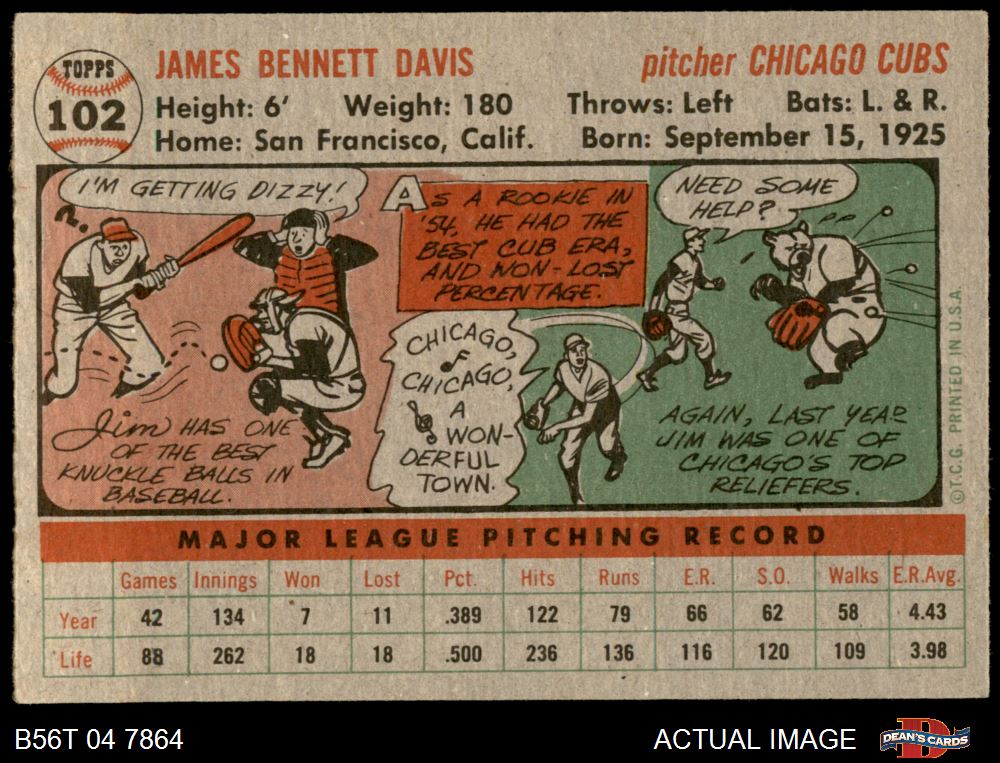 TOPPS
102
JAMES BENNETT DAVIS pitcher CHICAGO CUBS
Height: 6' Weight: 180 Throws: Left Bats: L. & R.
Home: San Francisco, Calif. Born: September 15, 1925
I'M GETTING DIZZY!
JIM HAS ONE
OF THE BEST
KNUCKLE BALLS IN
BASEBALL.
AS A ROOKIE IN
'54, HE HAD THE
BEST CUB ERA,
AND WON-LOST
PERCENTAGE.
CHICAGO,
CHICAGO,
A
WON-
DERFUL
TOWN.
NEED SOME
HELP?
AGAIN, LAST YEAR
JIM WAS ONE OF
CHICAGO'S TOP
RELIEFERS.
©T.C.G. PRINTED IN U.S.A.
MAJOR LEAGUE PITCHING RECORD
Games Innings Won Lost Pct. Hits Runs E.R. S.O. Walks E.R.Avg.
Year 42 134 7 11 .389 122 79 66 62 58 4.43
Life 88 262 18 18 .500 236 136 116 120 109 3.98
B56T 04 7864 ACTUAL IMAGE
DEAN'S CARDS